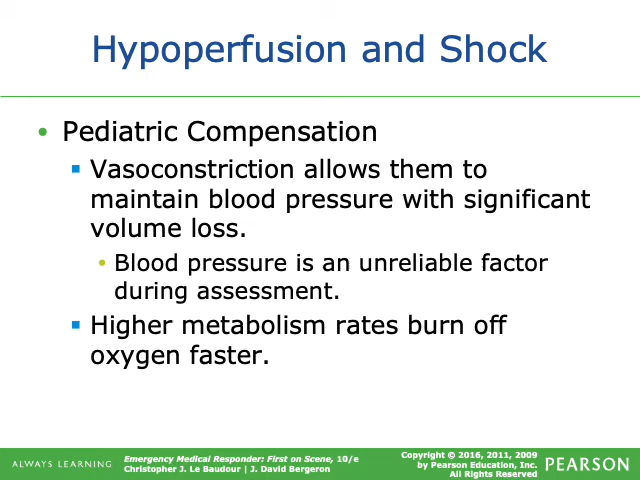 Hypoperfusion and Shock
• Pediatric Compensation
▪ Vasoconstriction allows them to
maintain blood pressure with significant
volume loss.
• Blood pressure is an unreliable factor
during assessment.
▪ Higher metabolism rates burn off
oxygen faster.
ALWAYS LEARNING
Emergency Medical Responder: First on Scene, 10/e
Christopher J. Le Baudour | J. David Bergeron
Copyright © 2016, 2011, 2009
by Pearson Education, Inc.
All Rights Reserved
PEARSON